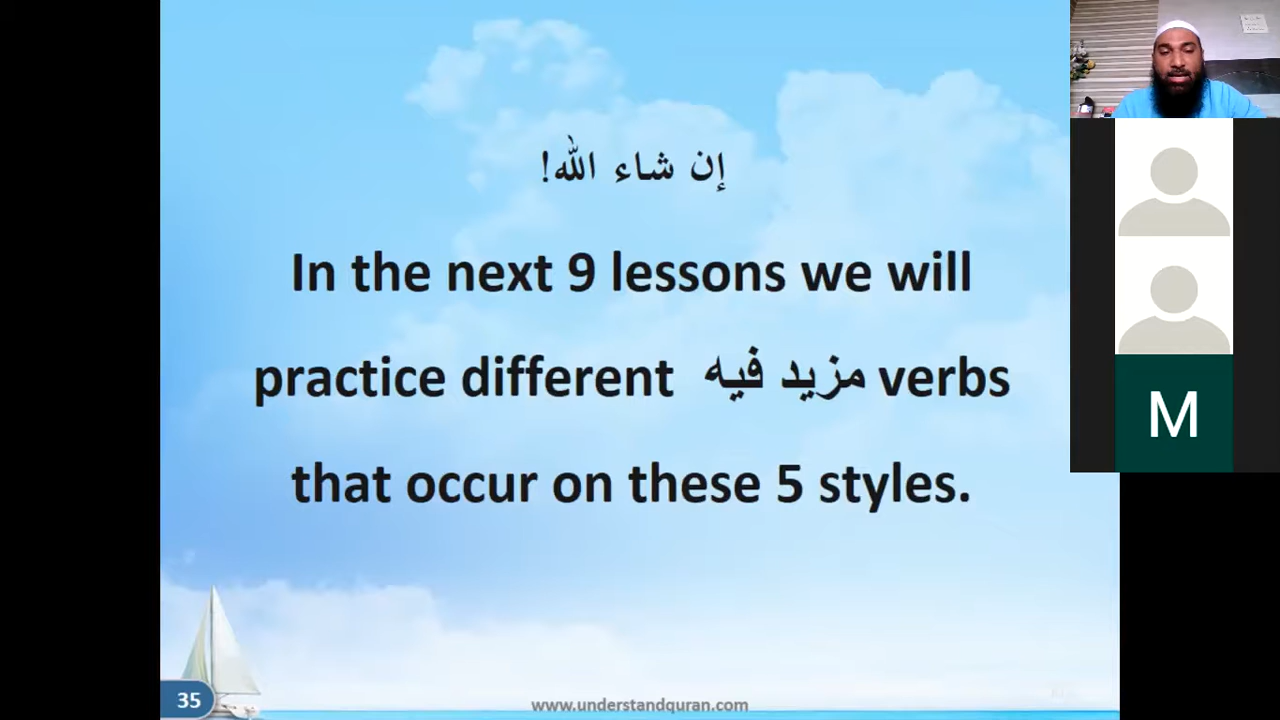 إن شاء الله!
In the next 9 lessons we will
practice different مزيد فيه verbs
that occur on these 5 styles.
M
35
www.understandquran.com